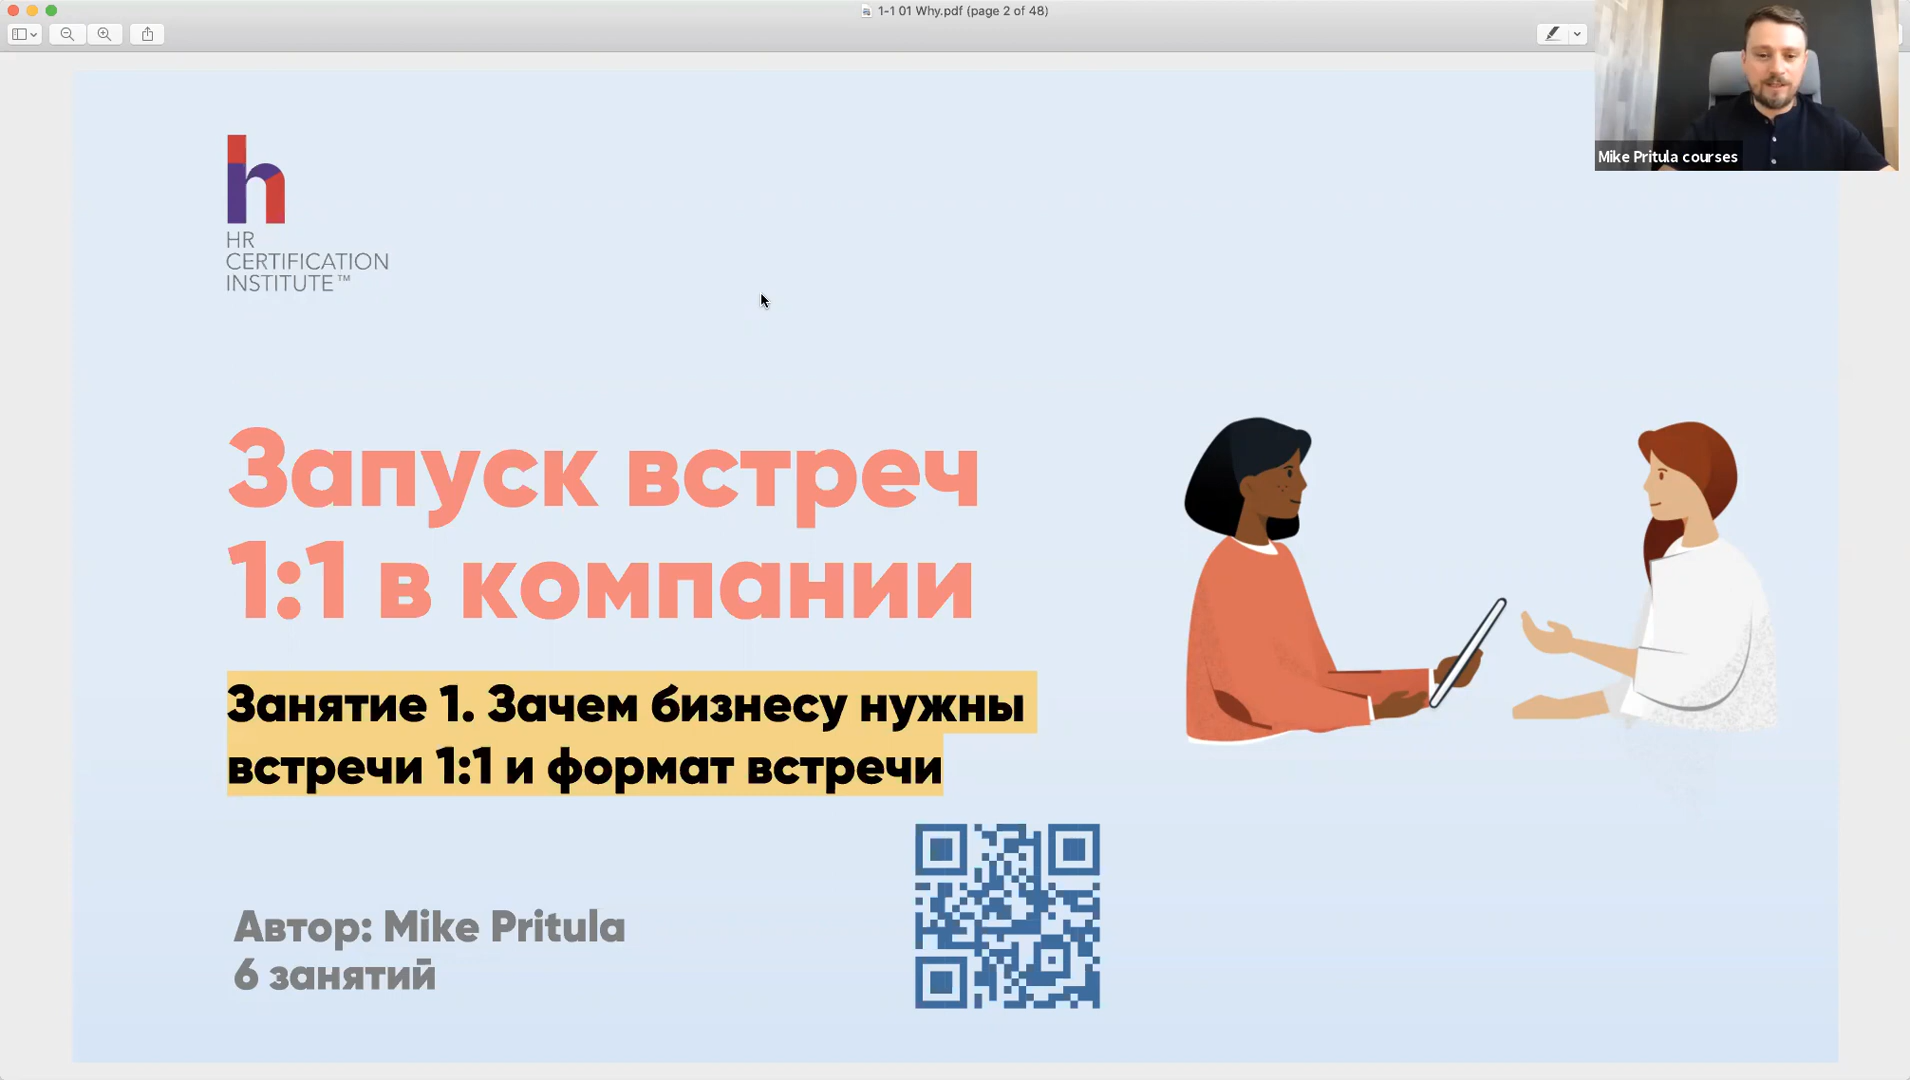 1-1 01 Why.pdf (page 2 of 48)
Mike Pritula courses
h
HR
CERTIFICATION
INSTITUTE™
Запуск встреч
1:1 в компании
Занятие 1. Зачем бизнесу нужны
встречи 1:1 и формат встречи
Автор: Mike Pritula
6 занятий